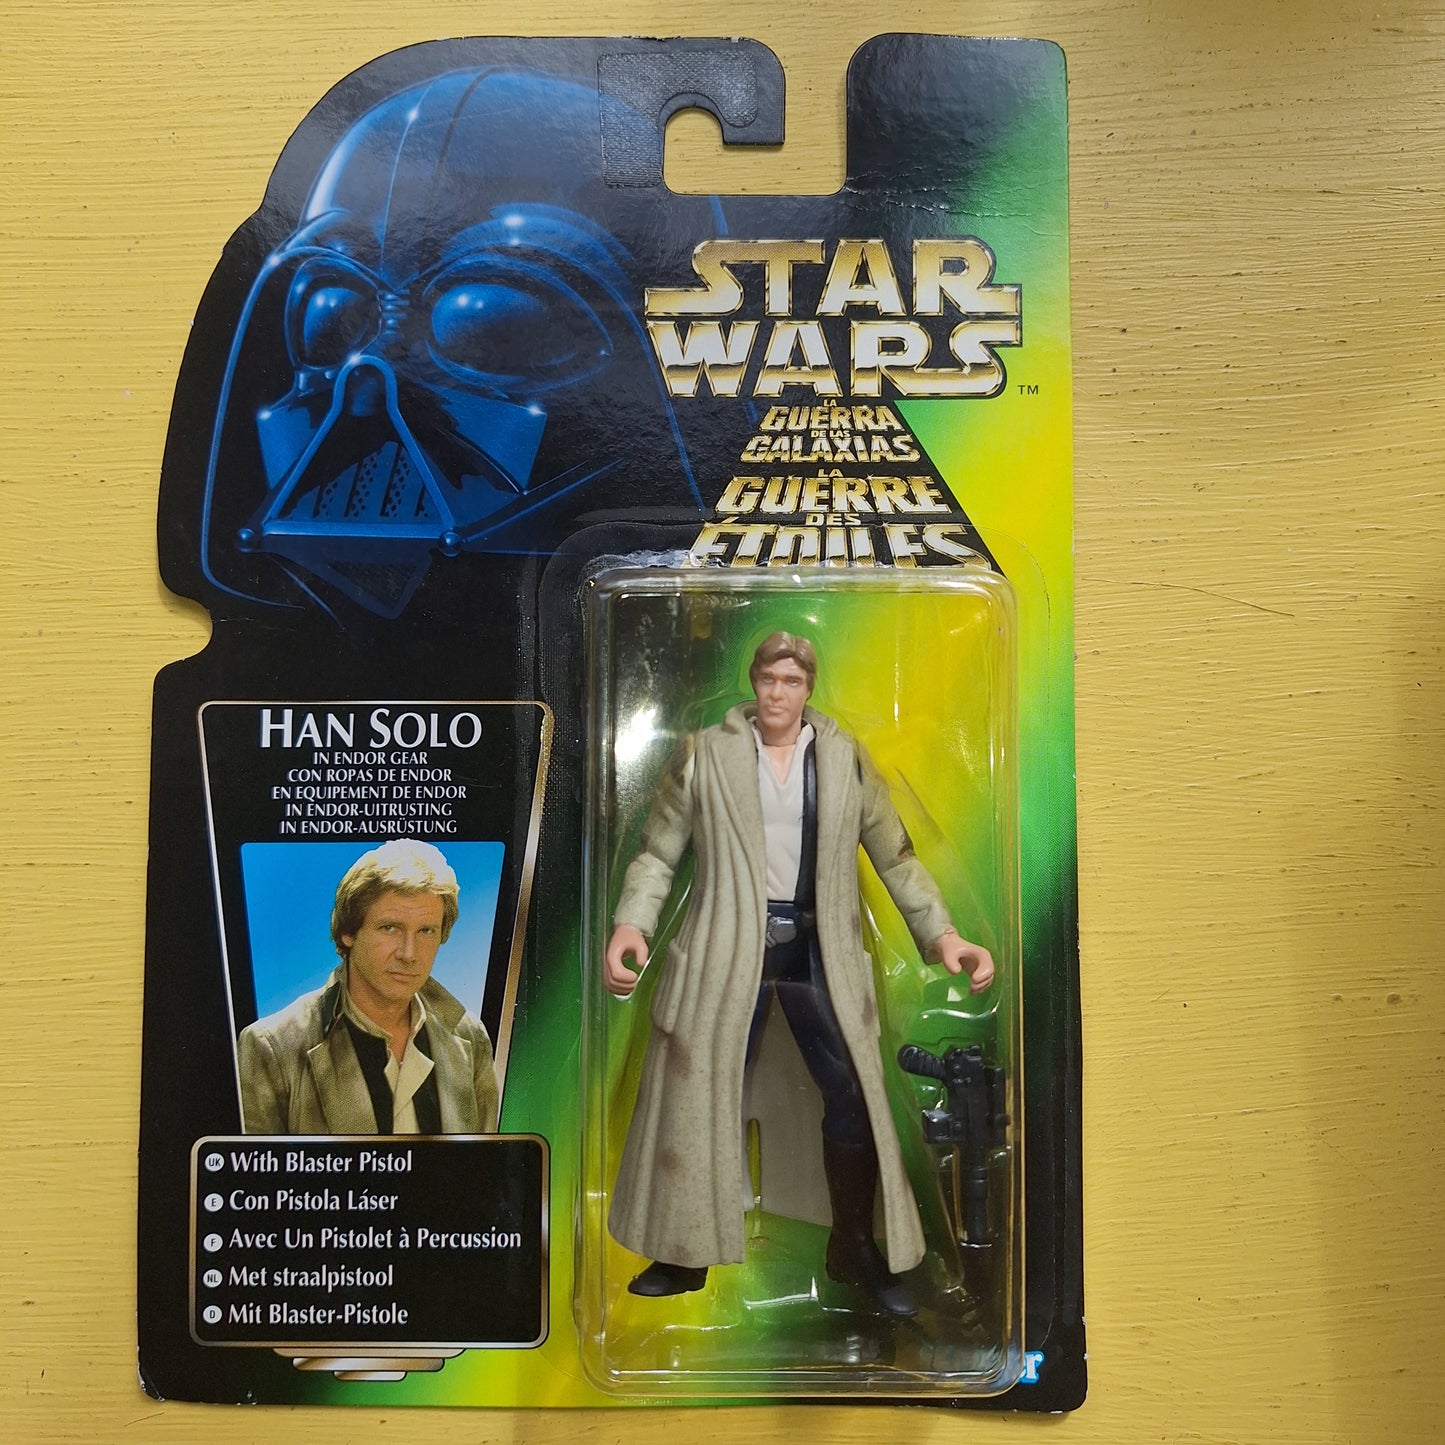 STAR
WARS
TM
LA
GUERRA
DE LAS
GALAXIAS
LA
GUERRE
DES
ÉTOILES
HAN SOLO
IN ENDOR GEAR
CON ROPAS DE ENDOR
EN EQUIPEMENT DE ENDOR
IN ENDOR-UITRUSTING
IN ENDOR-AUSRÜSTUNG
UK With Blaster Pistol
E Con Pistola Láser
F Avec Un Pistolet à Percussion
NL Met straalpistool
D Mit Blaster-Pistole